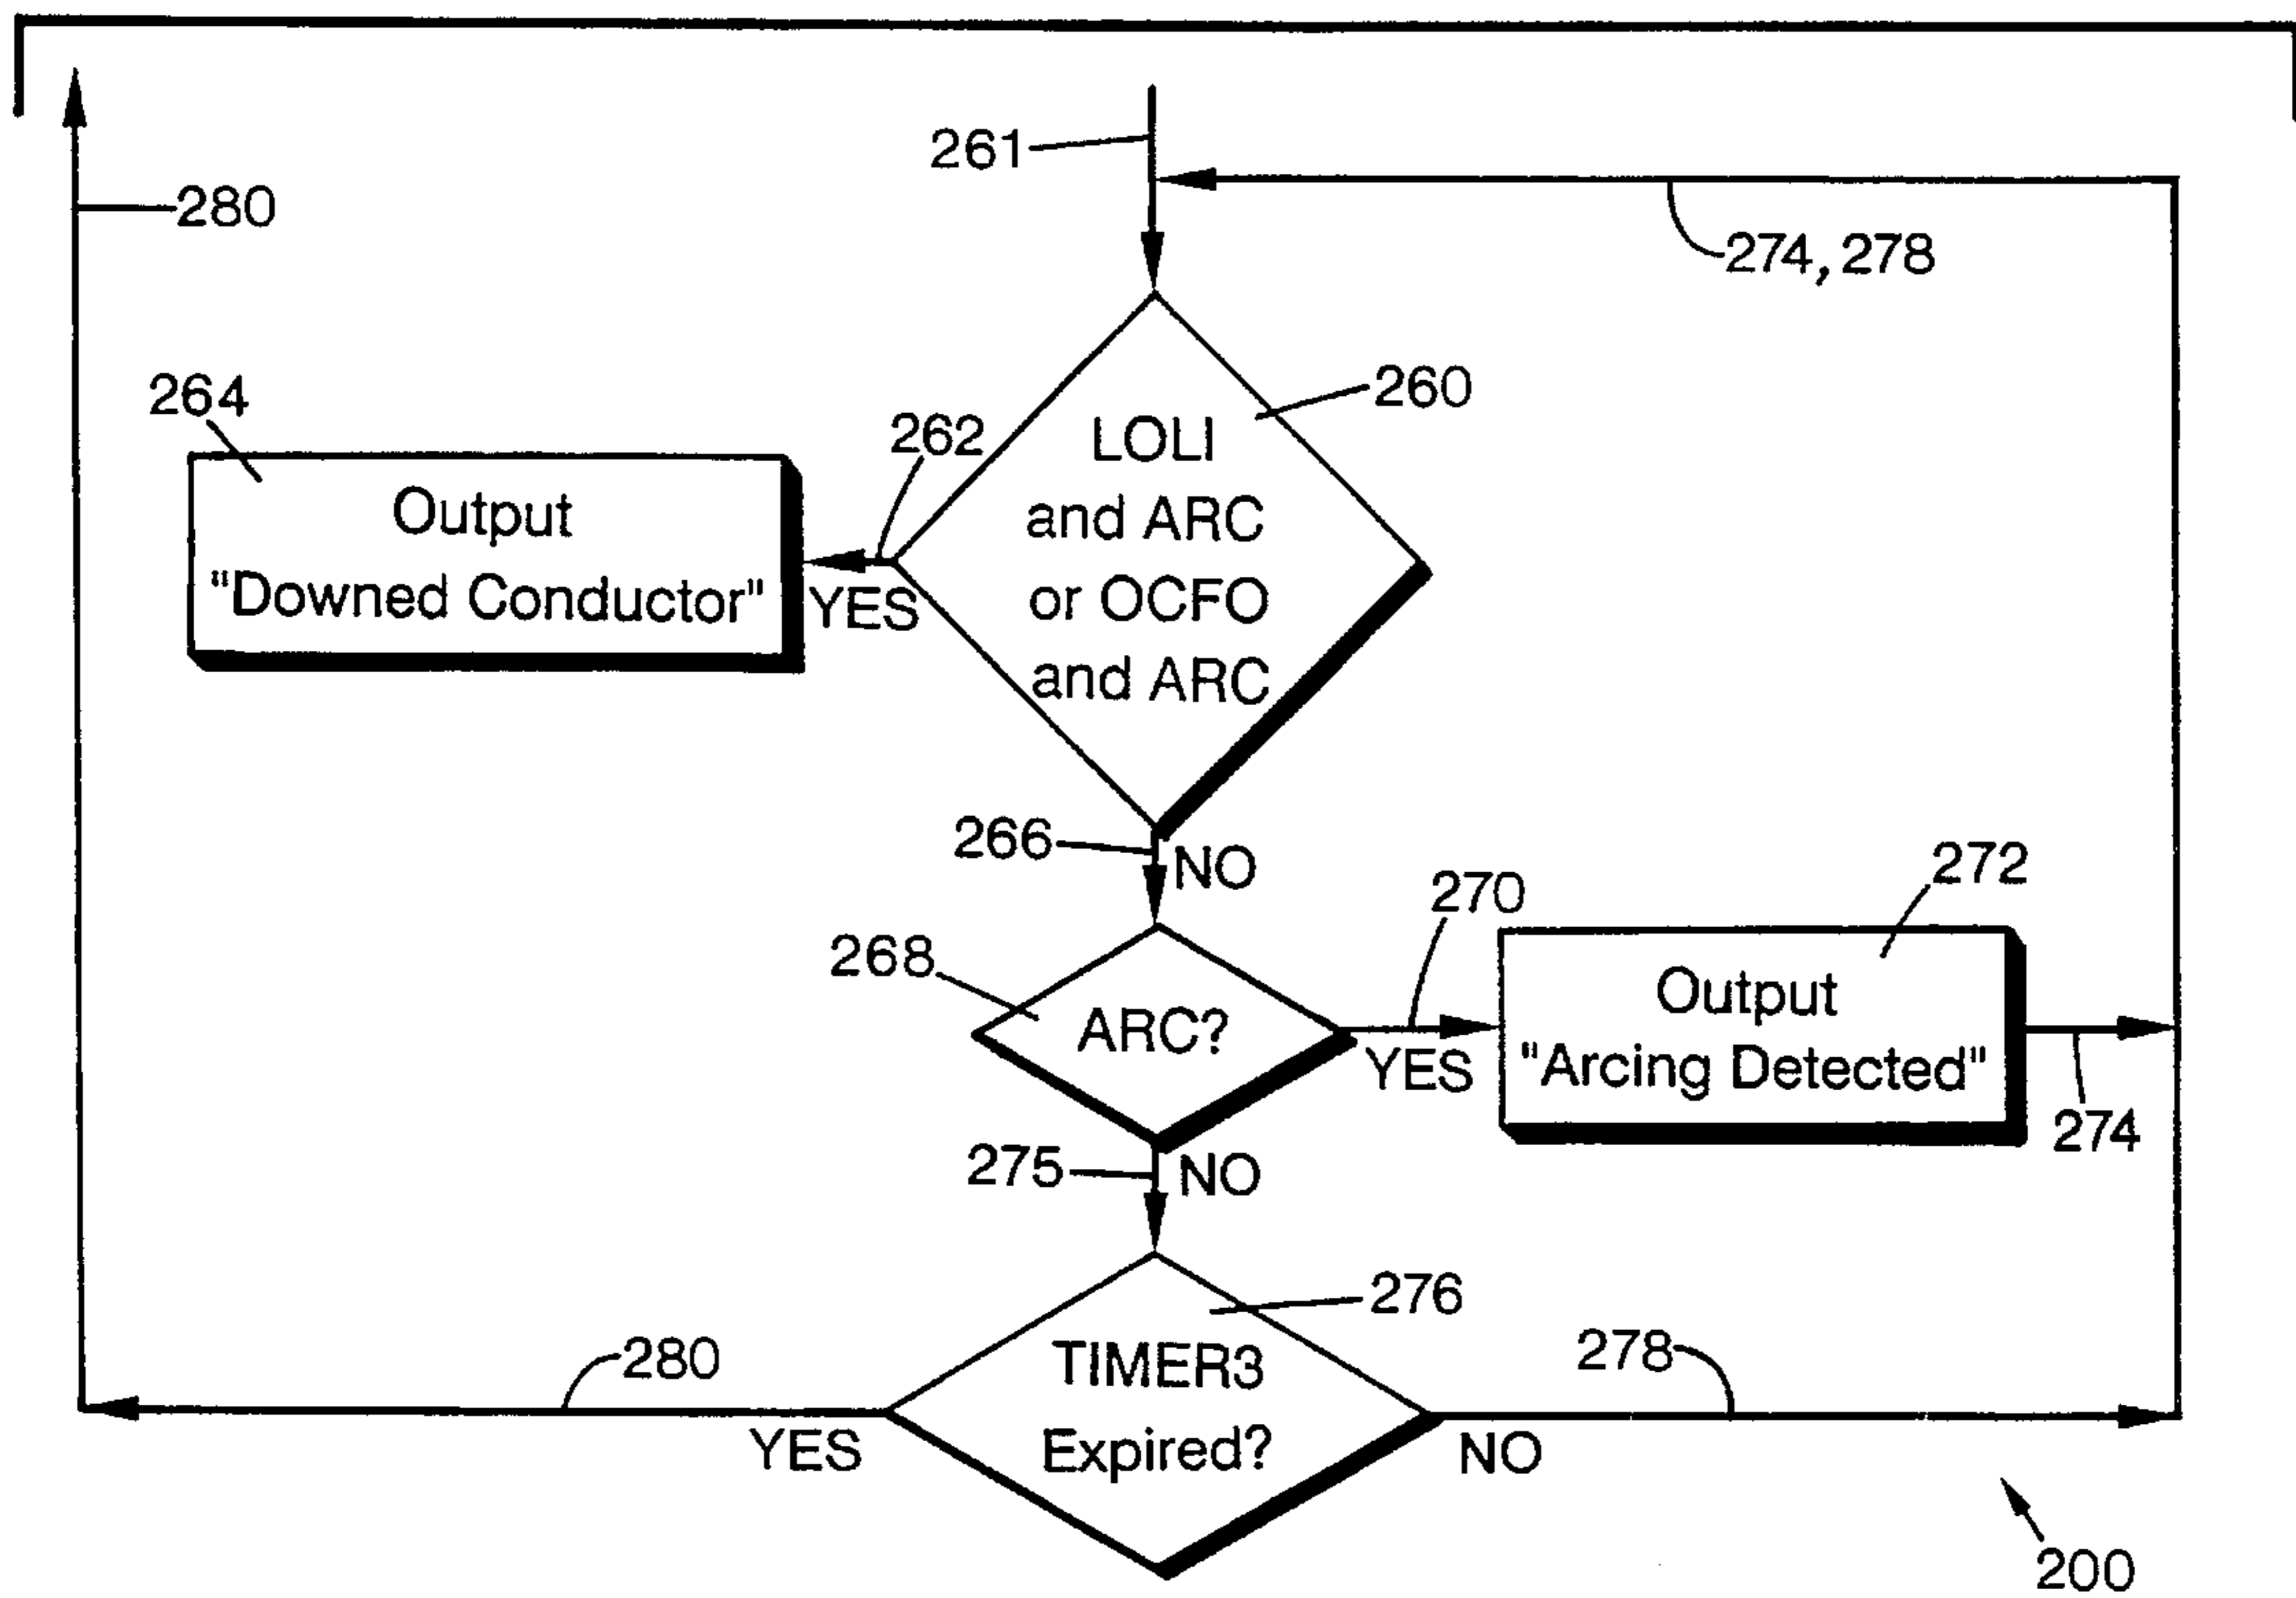 261
280
274, 278
264
262
260
LOLI
and ARC
or OCFO
and ARC
Output
"Downed Conductor"
YES
266
NO
272
270
268
ARC?
YES
Output
"Arcing Detected"
274
275
NO
276
TIMER3
Expired?
280
278
YES
NO
200